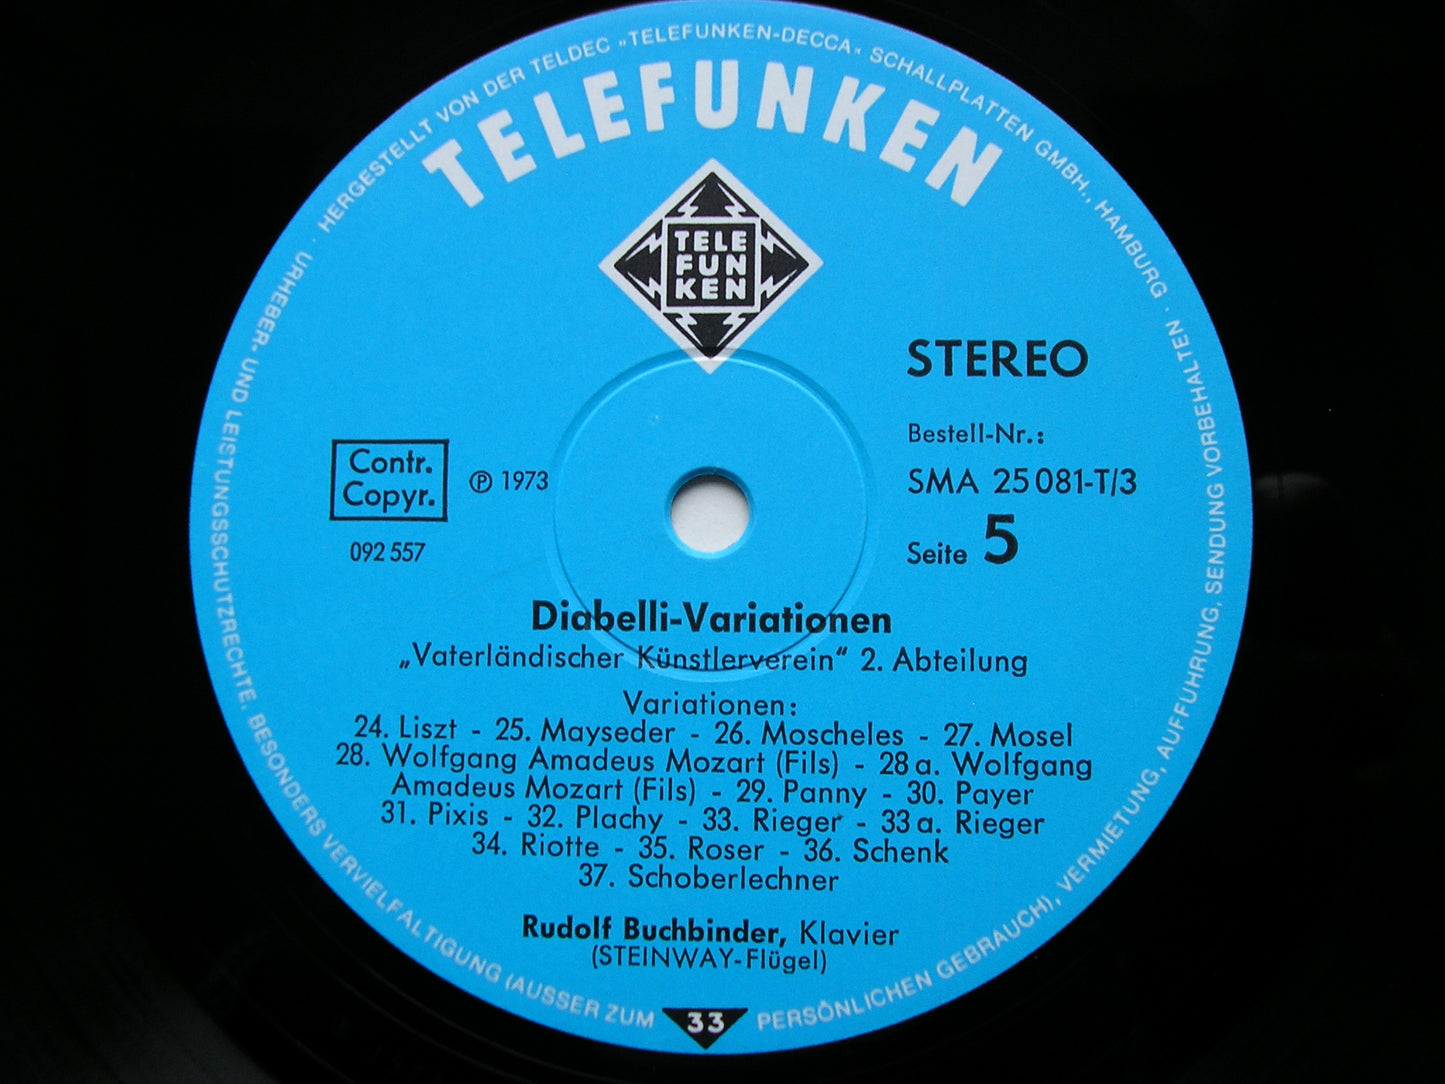 HERGESTELLT VON DER TELDEC »TELEFUNKEN-DECCA« SCHALLPLATTEN GMBH., HAMBURG · URHEBER- UND LEISTUNGSSCHUTZRECHTE, BESONDERS VERVIELFÄLTIGUNG (AUSSER ZUM PERSÖNLICHEN GEBRAUCH), VERMIETUNG, AUFFÜHRUNG, SENDUNG VORBEHALTEN ·
TELEFUNKEN
TELE
FUN
KEN
STEREO
Bestell-Nr.:
SMA 25 081-T/3
Seite 5
Contr.
Copyr.
℗ 1973
092 557
Diabelli-Variationen
„Vaterländischer Künstlerverein“ 2. Abteilung
Variationen:
24. Liszt - 25. Mayseder - 26. Moscheles - 27. Mosel
28. Wolfgang Amadeus Mozart (Fils) - 28 a. Wolfgang
Amadeus Mozart (Fils) - 29. Panny - 30. Payer
31. Pixis - 32. Plachy - 33. Rieger - 33 a. Rieger
34. Riotte - 35. Roser - 36. Schenk
37. Schoberlechner
Rudolf Buchbinder, Klavier
(STEINWAY-Flügel)
33